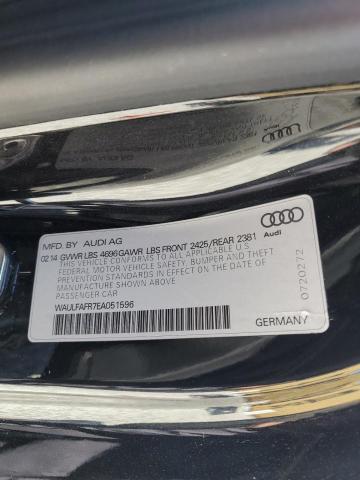 MFD. BY AUDI AG
02 14 GVWR LBS 4696 GAWR LBS FRONT 2425/REAR 2381
THIS VEHICLE CONFORMS TO ALL APPLICABLE U.S
FEDERAL MOTOR VEHICLE SAFETY, BUMPER AND THEFT
PREVENTION STANDARDS IN EFFECT ON THE DATE OF
MANUFACTURE SHOWN ABOVE.
PASSENGER CAR
WAULFAFR7EA051596
Audi
0720272
GERMANY